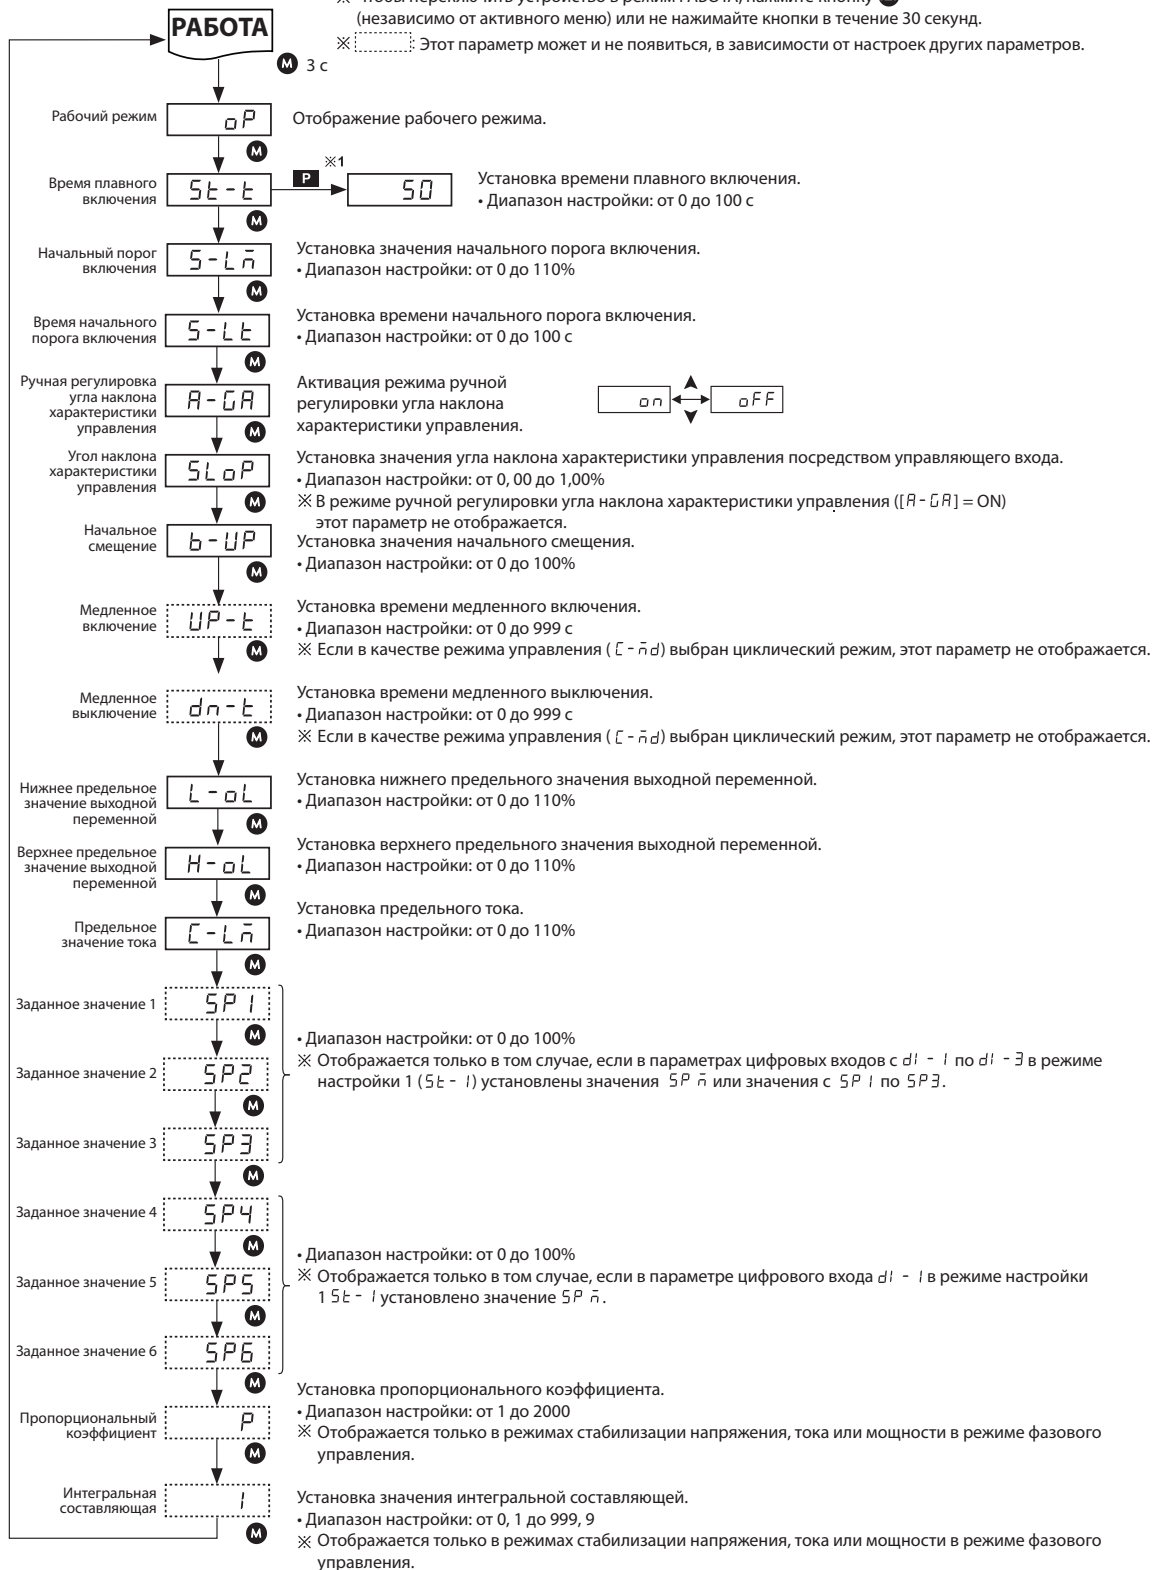 ※ Чтобы переключить устройство в режим РАБОТА, нажмите кнопку M
(независимо от активного меню) или не нажимайте кнопки в течение 30 секунд.
※ : Этот параметр может и не появиться, в зависимости от настроек других параметров.
РАБОТА
M 3 с
Рабочий режим
oP
Отображение рабочего режима.
M
Время плавного
включения
St-t
P
※1
50
Установка времени плавного включения.
• Диапазон настройки: от 0 до 100 с
M
Начальный порог
включения
S-Lm
Установка значения начального порога включения.
• Диапазон настройки: от 0 до 110%
M
Время начального
порога включения
S-Lt
Установка времени начального порога включения.
• Диапазон настройки: от 0 до 100 с
M
Ручная регулировка
угла наклона
характеристики
управления
A-GA
Активация режима ручной
регулировки угла наклона
характеристики управления.
on
oFF
M
Угол наклона
характеристики
управления
SLoP
Установка значения угла наклона характеристики управления посредством управляющего входа.
• Диапазон настройки: от 0, 00 до 1,00%
※ В режиме ручной регулировки угла наклона характеристики управления ([A-GA] = ON)
этот параметр не отображается.
M
Начальное
смещение
b-UP
Установка значения начального смещения.
• Диапазон настройки: от 0 до 100%
M
Медленное
включение
UP-t
Установка времени медленного включения.
• Диапазон настройки: от 0 до 999 с
※ Если в качестве режима управления ( C-md) выбран циклический режим, этот параметр не отображается.
M
Медленное
выключение
dn-t
Установка времени медленного выключения.
• Диапазон настройки: от 0 до 999 с
※ Если в качестве режима управления ( C-md) выбран циклический режим, этот параметр не отображается.
M
Нижнее предельное
значение выходной
переменной
L-oL
Установка нижнего предельного значения выходной переменной.
• Диапазон настройки: от 0 до 110%
M
Верхнее предельное
значение выходной
переменной
H-oL
Установка верхнего предельного значения выходной переменной.
• Диапазон настройки: от 0 до 110%
M
Предельное
значение тока
C-Lm
Установка предельного тока.
• Диапазон настройки: от 0 до 110%
M
Заданное значение 1
SP1
M
Заданное значение 2
SP2
M
Заданное значение 3
SP3
• Диапазон настройки: от 0 до 100%
※ Отображается только в том случае, если в параметрах цифровых входов с dI - 1 по dI - 3 в режиме
настройки 1 (St - 1) установлены значения SP m или значения с SP1 по SP3.
M
Заданное значение 4
SP4
M
Заданное значение 5
SP5
M
Заданное значение 6
SP6
• Диапазон настройки: от 0 до 100%
※ Отображается только в том случае, если в параметре цифрового входа dI - 1 в режиме настройки
1 St - 1 установлено значение SP m.
M
Пропорциональный
коэффициент
P
Установка пропорционального коэффициента.
• Диапазон настройки: от 1 до 2000
※ Отображается только в режимах стабилизации напряжения, тока или мощности в режиме фазового
управления.
M
Интегральная
составляющая
I
Установка значения интегральной составляющей.
• Диапазон настройки: от 0, 1 до 999, 9
※ Отображается только в режимах стабилизации напряжения, тока или мощности в режиме фазового
управления.
M